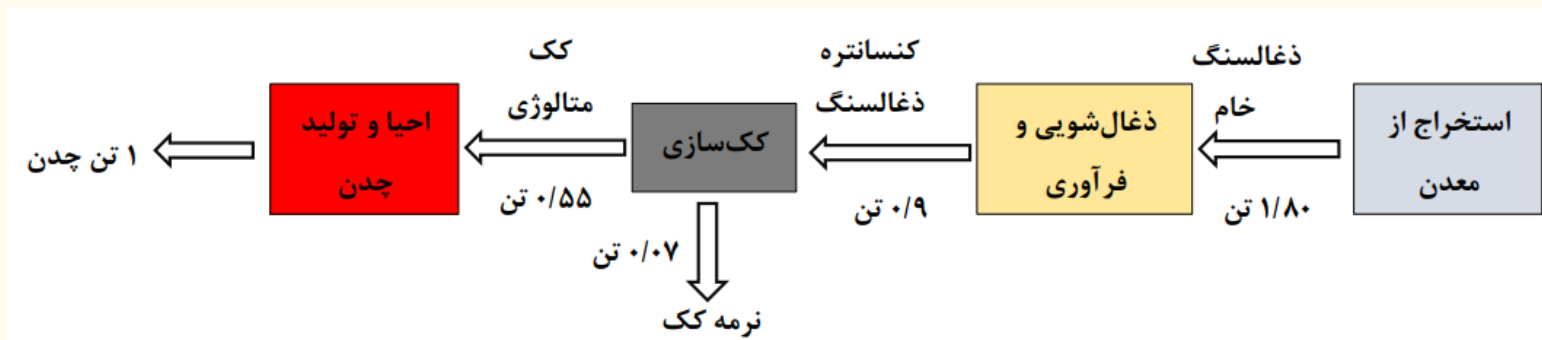 استخراج از
معدن
ذغالسنگ
خام
۱/۸۰ تن
ذغال‌شویی و
فرآوری
کنسانتره
ذغالسنگ
۰/۹ تن
کک‌سازی
۰/۰۷ تن
نرمه کک
کک
متالوژی
۰/۵۵ تن
احیا و تولید
چدن
۱ تن چدن